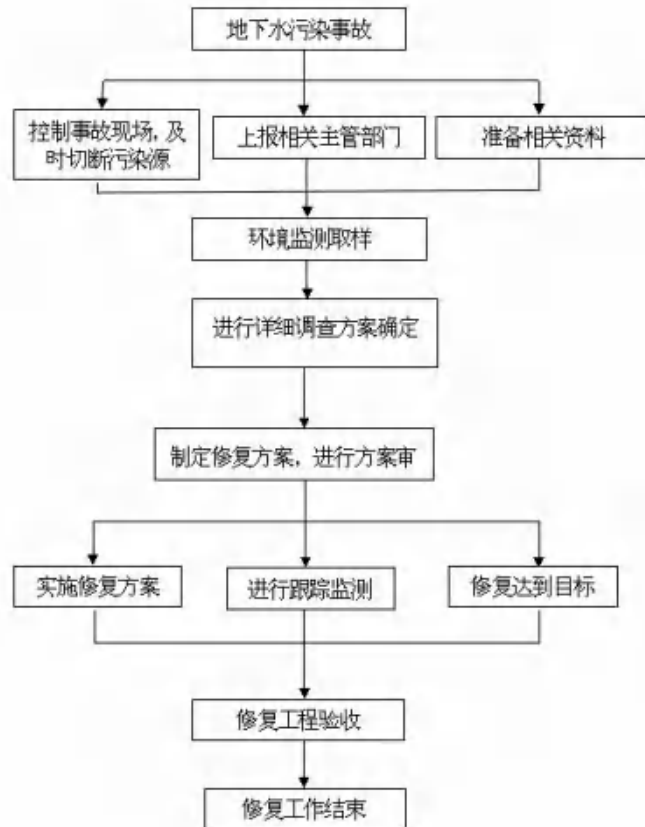 地下水污染事故
控制事故现场，及
时切断污染源
上报相关主管部门
准备相关资料
环境监测取样
进行详细调查方案确定
制定修复方案，进行方案审
实施修复方案
进行跟踪监测
修复达到目标
修复工程验收
修复工作结束